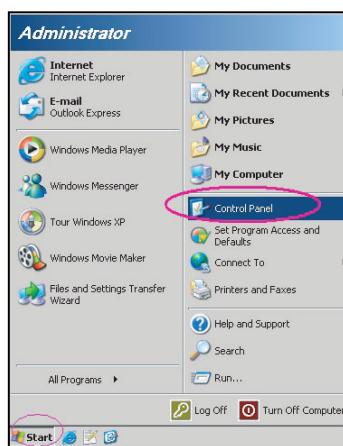 Administrator
Internet
Internet Explorer
E-mail
Outlook Express
Windows Media Player
Windows Messenger
Tour Windows XP
Windows Movie Maker
Files and Settings Transfer
Wizard
All Programs
My Documents
My Recent Documents
My Pictures
My Music
My Computer
Control Panel
Set Program Access and
Defaults
Connect To
Printers and Faxes
Help and Support
Search
Run...
Log Off
Turn Off Computer
Start